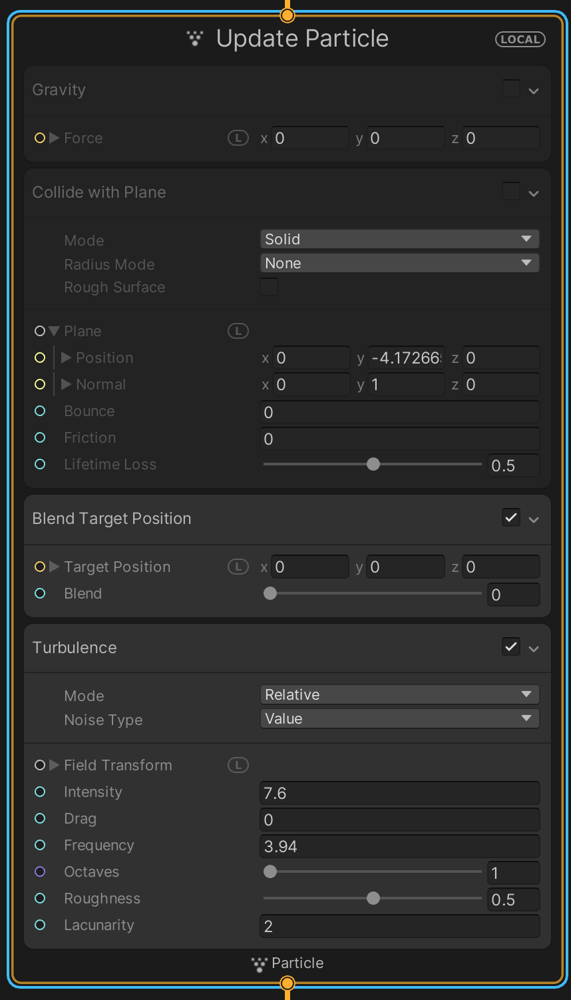 Update Particle LOCAL
Gravity
Force L x 0 y 0 z 0
Collide with Plane
Mode Solid
Radius Mode None
Rough Surface
Plane L
Position x 0 y -4.17266 z 0
Normal x 0 y 1 z 0
Bounce 0
Friction 0
Lifetime Loss 0.5
Blend Target Position
Target Position L x 0 y 0 z 0
Blend 0
Turbulence
Mode Relative
Noise Type Value
Field Transform L
Intensity 7.6
Drag 0
Frequency 3.94
Octaves 1
Roughness 0.5
Lacunarity 2
Particle